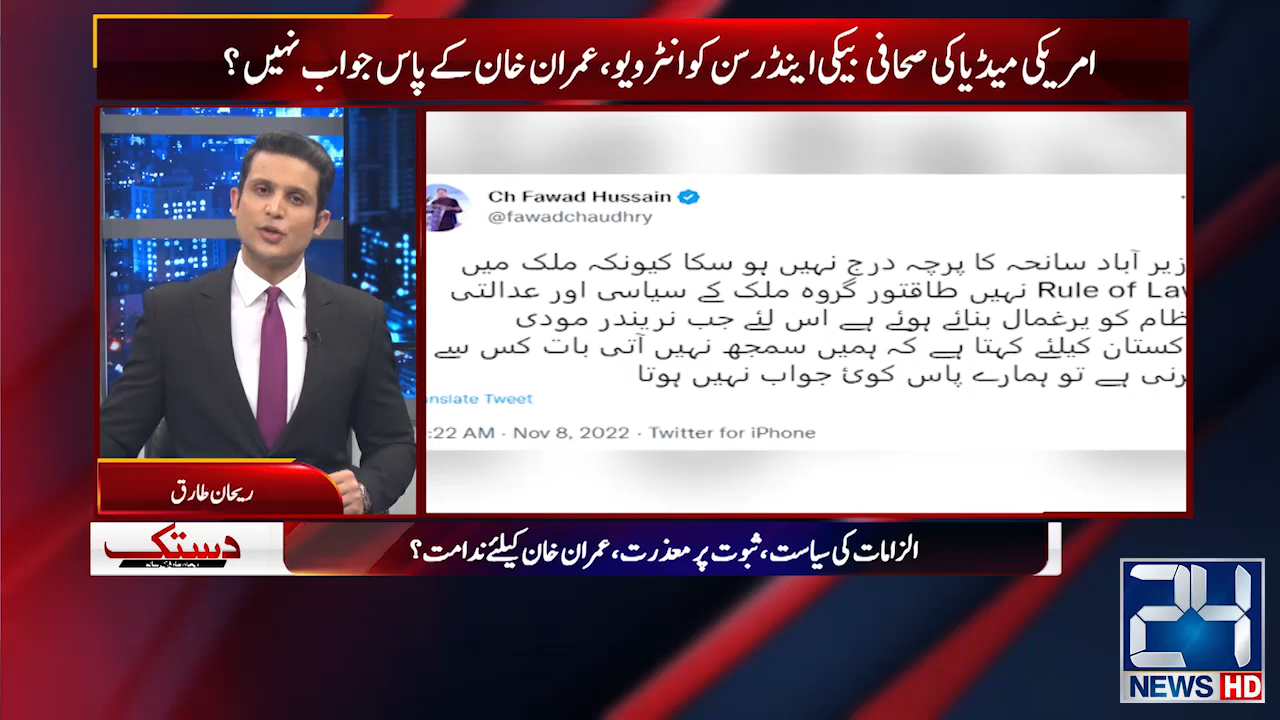 امریکی میڈیا کی صحافی بیکی اینڈرسن کو انٹرویو، عمران خان کے پاس جواب نہیں؟
Ch Fawad Hussain
@fawadchaudhry
زیر آباد سانحہ کا پرچہ درج نہیں ہو سکا کیونکہ ملک میں
Rule of Law نہیں طاقتور گروہ ملک کے سیاسی اور عدالتی
ظام کو یرغمال بنائے ہوئے ہے اس لئے جب نریندر مودی
کستان کیلئے کہتا ہے کہ ہمیں سمجھ نہیں آتی بات کس سے
رنی ہے تو ہمارے پاس کوئ جواب نہیں ہوتا
anslate Tweet
:22 AM · Nov 8, 2022 · Twitter for iPhone
ریحان طارق
دستک
الزامات کی سیاست، ثبوت پر معذرت، عمران خان کیلئے ندامت؟
24
NEWS HD